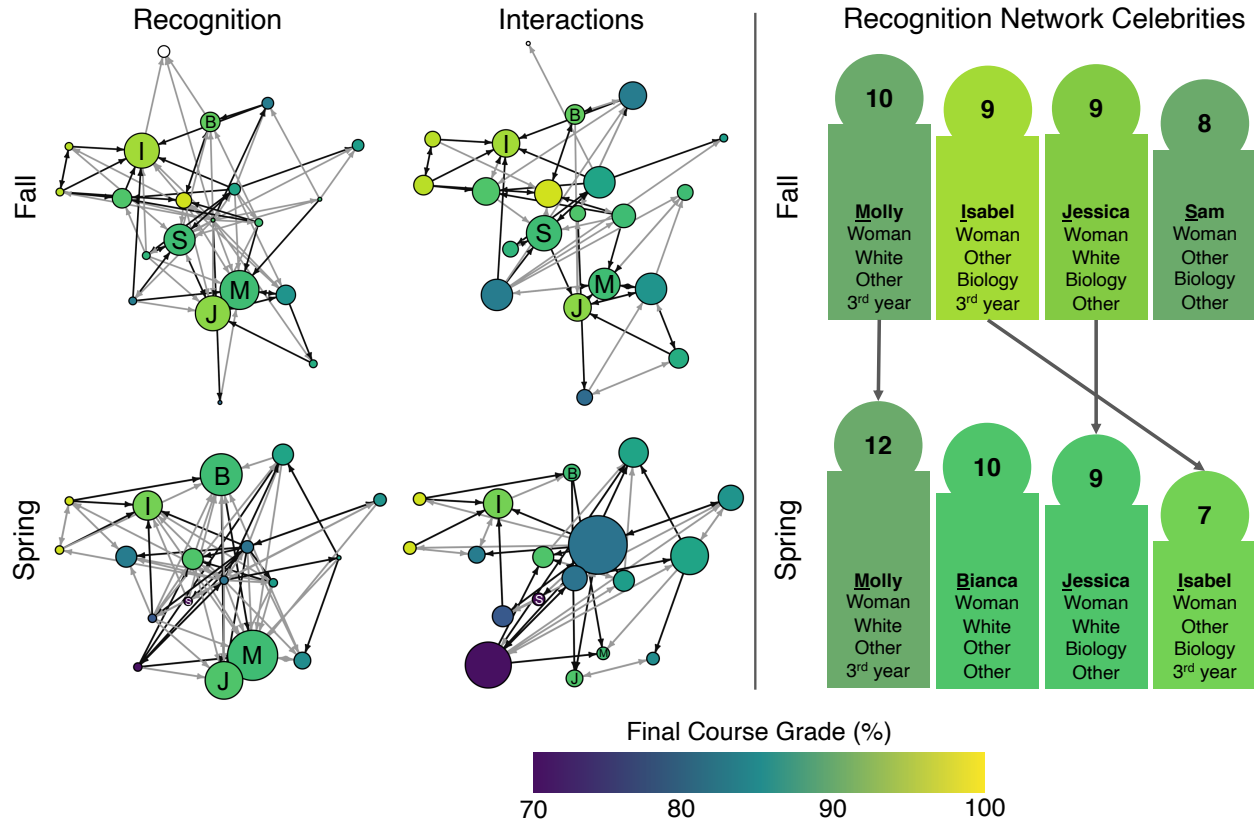 Recognition
Interactions
Recognition Network Celebrities
Fall
B
I
S
M
J
B
I
S
M
J
Fall
10
9
9
8
Molly
Woman
White
Other
3rd year
Isabel
Woman
Other
Biology
3rd year
Jessica
Woman
White
Biology
Other
Sam
Woman
Other
Biology
Other
Spring
B
I
S
M
J
B
I
S
M
J
Spring
12
10
9
7
Molly
Woman
White
Other
3rd year
Bianca
Woman
White
Other
Other
Jessica
Woman
White
Biology
Other
Isabel
Woman
Other
Biology
3rd year
Final Course Grade (%)
70 80 90 100